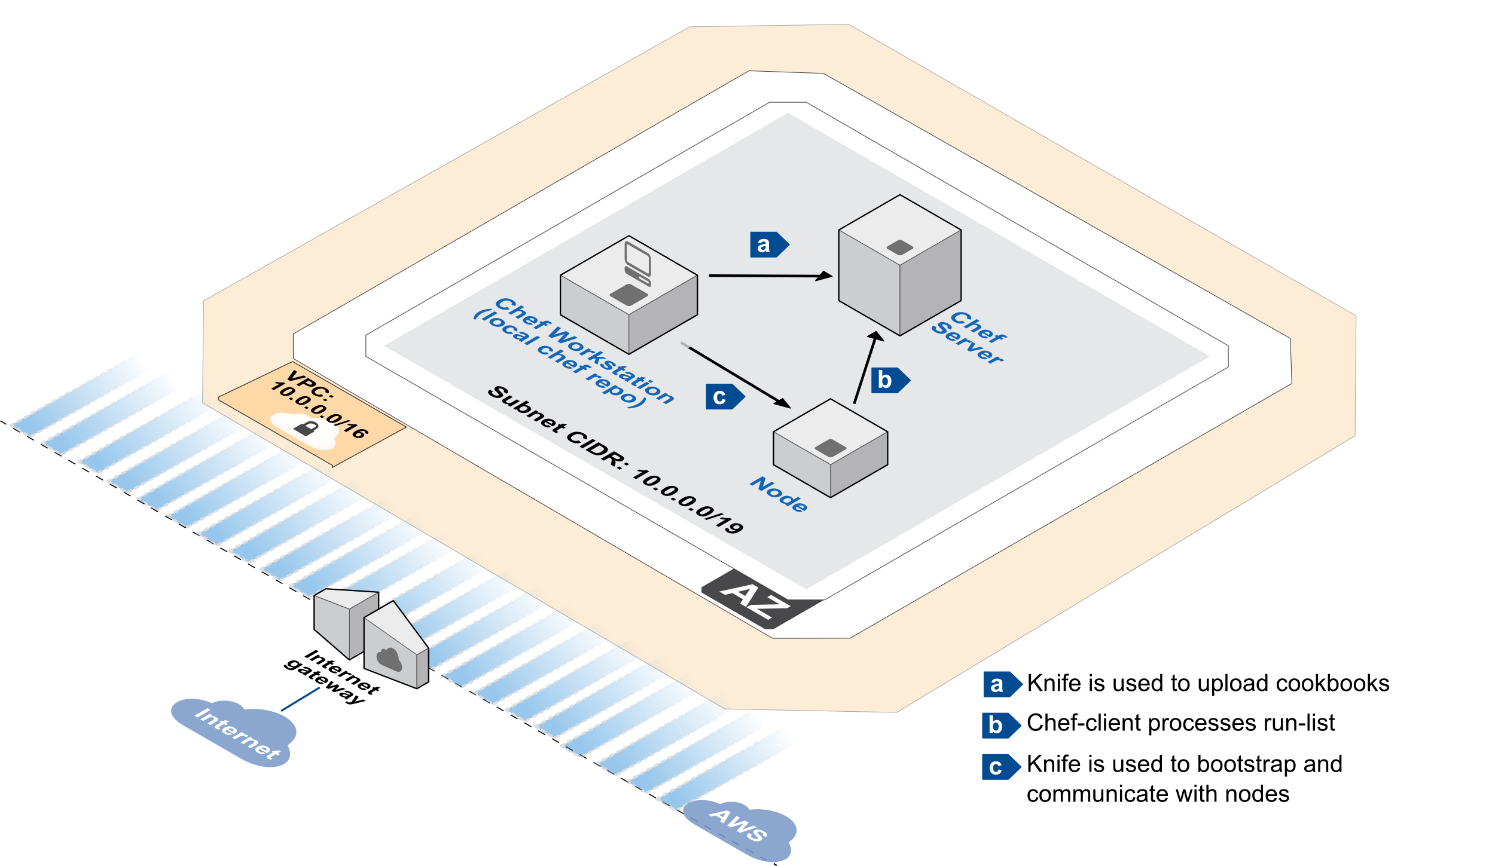 a
Chef
Server
Chef Workstation
(local chef repo)
b
c
VPC:
10.0.0.0/16
Subnet CIDR: 10.0.0.0/19
Node
AZ
Internet
gateway
Internet
AWS
a Knife is used to upload cookbooks
b Chef-client processes run-list
c Knife is used to bootstrap and
communicate with nodes